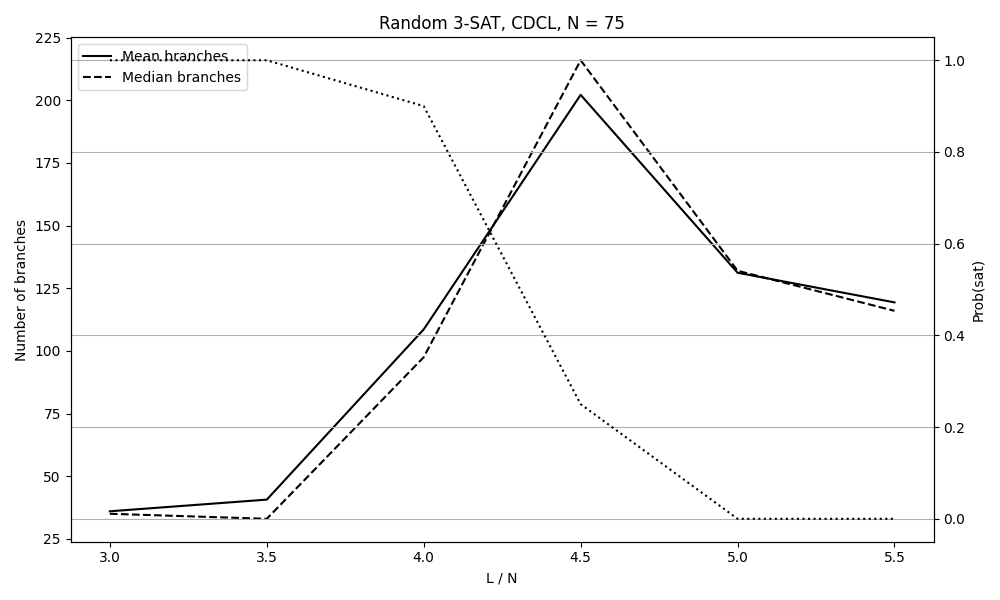 Random 3-SAT, CDCL, N = 75
Mean branches
Median branches
Number of branches
225
200
175
150
125
100
75
50
25
1.0
0.8
0.6
0.4
0.2
0.0
Prob(sat)
3.0 3.5 4.0 4.5 5.0 5.5
L / N